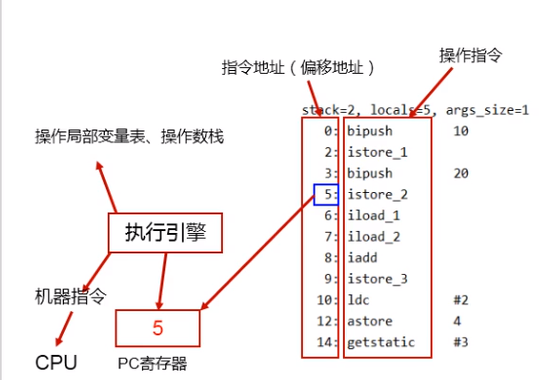 操作指令
指令地址（偏移地址）
stack=2, locals=5, args_size=1
0: bipush 10
2: istore_1
3: bipush 20
5: istore_2
6: iload_1
7: iload_2
8: iadd
9: istore_3
10: ldc #2
12: astore 4
14: getstatic #3
操作局部变量表、操作数栈
执行引擎
机器指令
5
CPU
PC寄存器